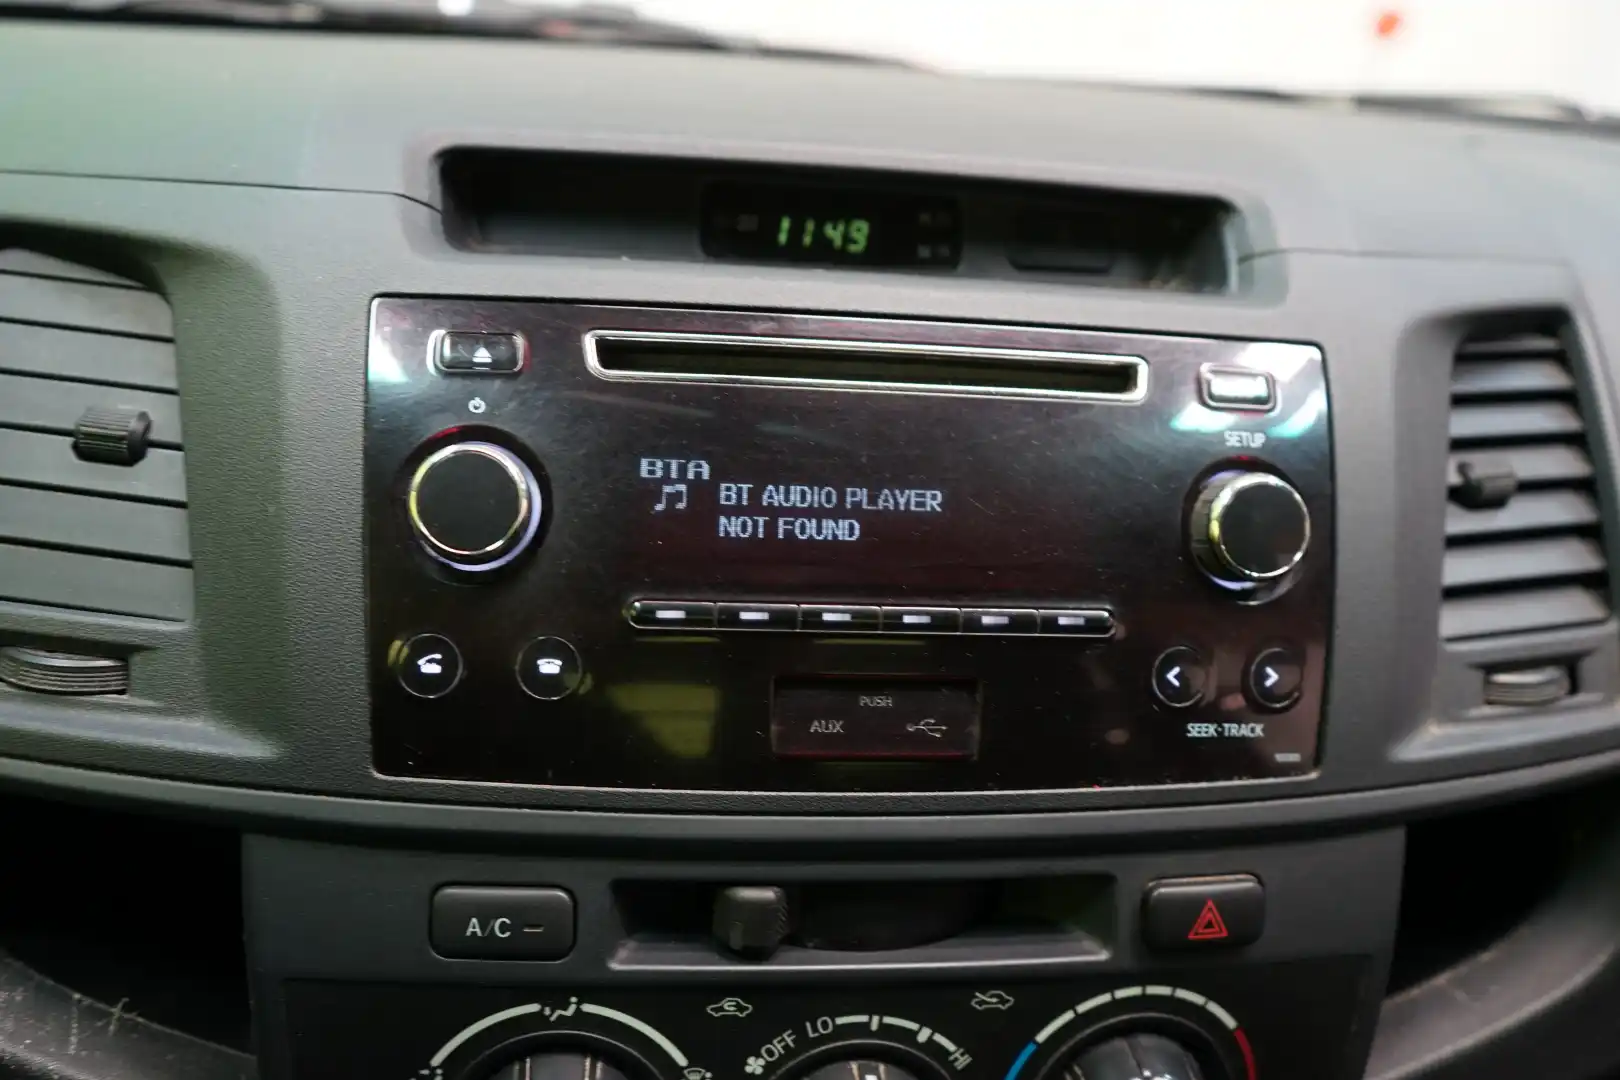 1149
SETUP
BTA
BT AUDIO PLAYER
NOT FOUND
PUSH
AUX
SEEK·TRACK
A/C
OFF LO HI